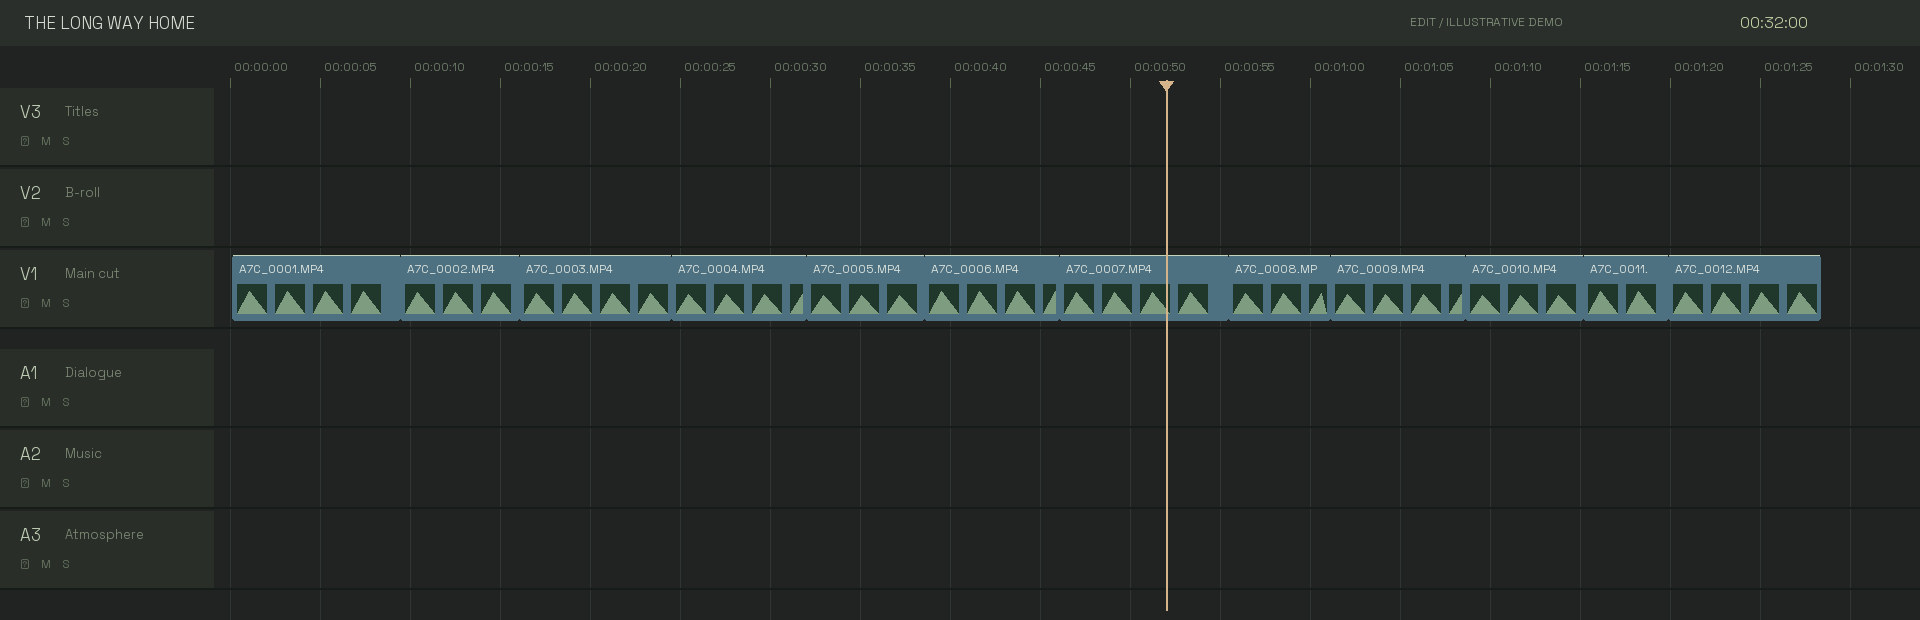 THE LONG WAY HOME
EDIT / ILLUSTRATIVE DEMO
00:32:00
00:00:00 00:00:05 00:00:10 00:00:15 00:00:20 00:00:25 00:00:30 00:00:35 00:00:40 00:00:45 00:00:50 00:00:55 00:01:00 00:01:05 00:01:10 00:01:15 00:01:20 00:01:25 00:01:30
V3 Titles
M S
V2 B-roll
M S
V1 Main cut
M S
A7C_0001.MP4 A7C_0002.MP4 A7C_0003.MP4 A7C_0004.MP4 A7C_0005.MP4 A7C_0006.MP4 A7C_0007.MP4 A7C_0008.MP A7C_0009.MP4 A7C_0010.MP4 A7C_0011. A7C_0012.MP4
A1 Dialogue
M S
A2 Music
M S
A3 Atmosphere
M S